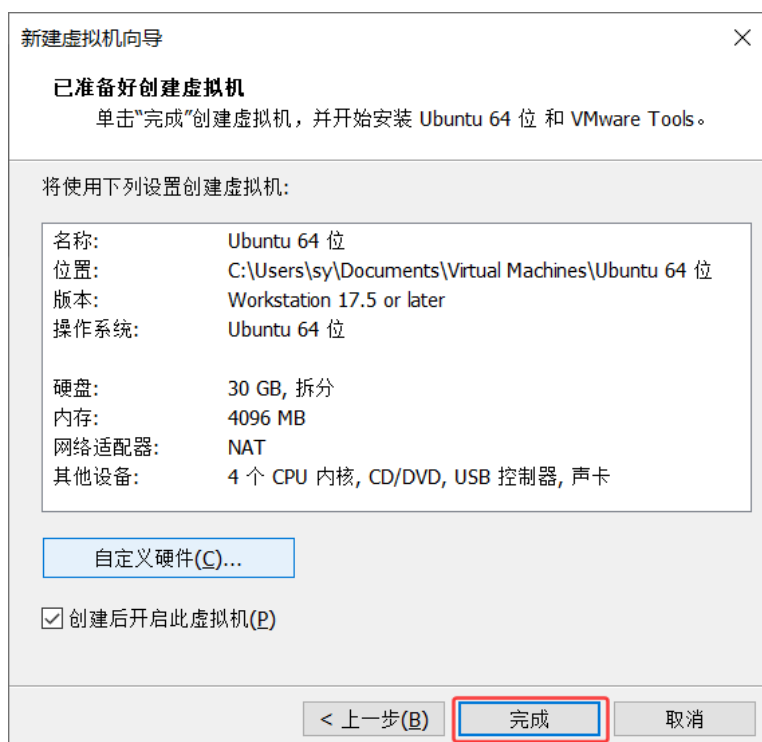 新建虚拟机向导
已准备好创建虚拟机
单击“完成”创建虚拟机，并开始安装 Ubuntu 64 位 和 VMware Tools。
将使用下列设置创建虚拟机:
名称: Ubuntu 64 位
位置: C:\Users\sy\Documents\Virtual Machines\Ubuntu 64 位
版本: Workstation 17.5 or later
操作系统: Ubuntu 64 位
硬盘: 30 GB, 拆分
内存: 4096 MB
网络适配器: NAT
其他设备: 4 个 CPU 内核, CD/DVD, USB 控制器, 声卡
自定义硬件(C)...
创建后开启此虚拟机(P)
< 上一步(B) 完成 取消